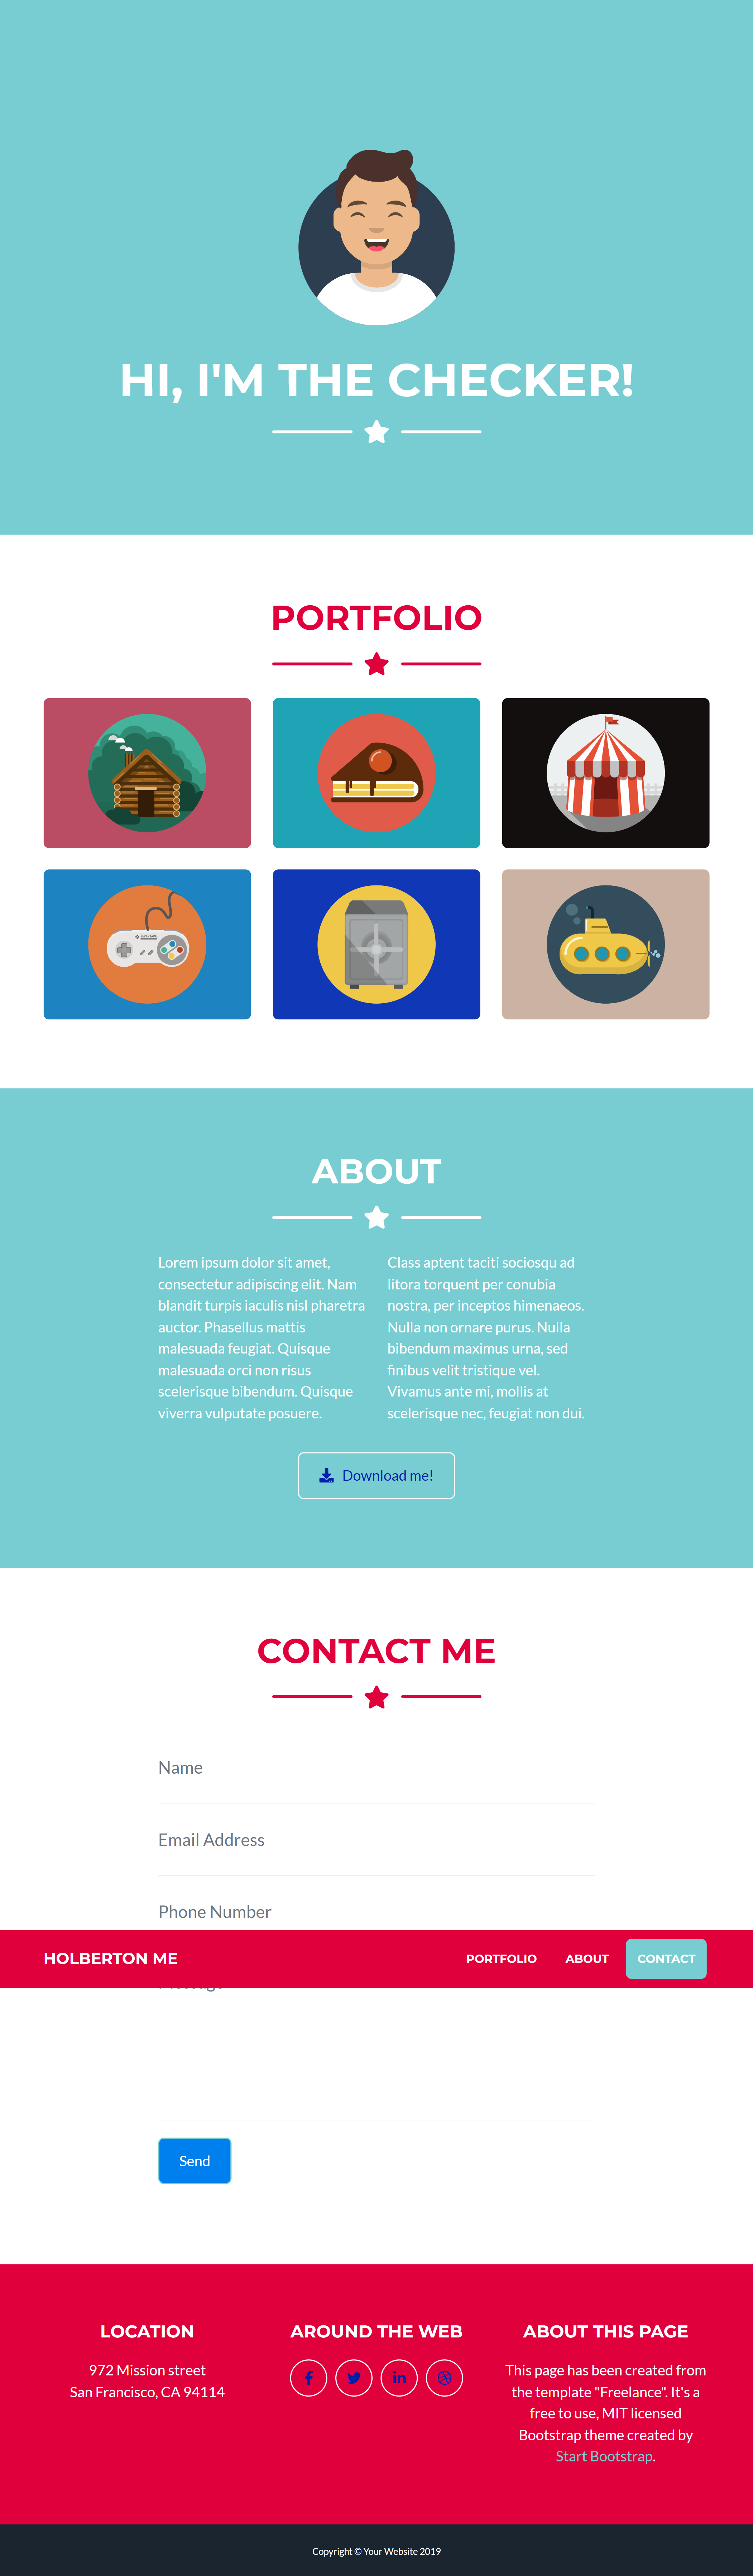 HI, I'M THE CHECKER!
PORTFOLIO
SUPER GAME
ABOUT
Lorem ipsum dolor sit amet,
consectetur adipiscing elit. Nam
blandit turpis iaculis nisl pharetra
auctor. Phasellus mattis
malesuada feugiat. Quisque
malesuada orci non risus
scelerisque bibendum. Quisque
viverra vulputate posuere.
Class aptent taciti sociosqu ad
litora torquent per conubia
nostra, per inceptos himenaeos.
Nulla non ornare purus. Nulla
bibendum maximus urna, sed
finibus velit tristique vel.
Vivamus ante mi, mollis at
scelerisque nec, feugiat non dui.
Download me!
CONTACT ME
Name
Email Address
Phone Number
HOLBERTON ME
PORTFOLIO
ABOUT
CONTACT
Send
LOCATION
972 Mission street
San Francisco, CA 94114
AROUND THE WEB
ABOUT THIS PAGE
This page has been created from
the template "Freelance". It's a
free to use, MIT licensed
Bootstrap theme created by
Start Bootstrap.
Copyright © Your Website 2019